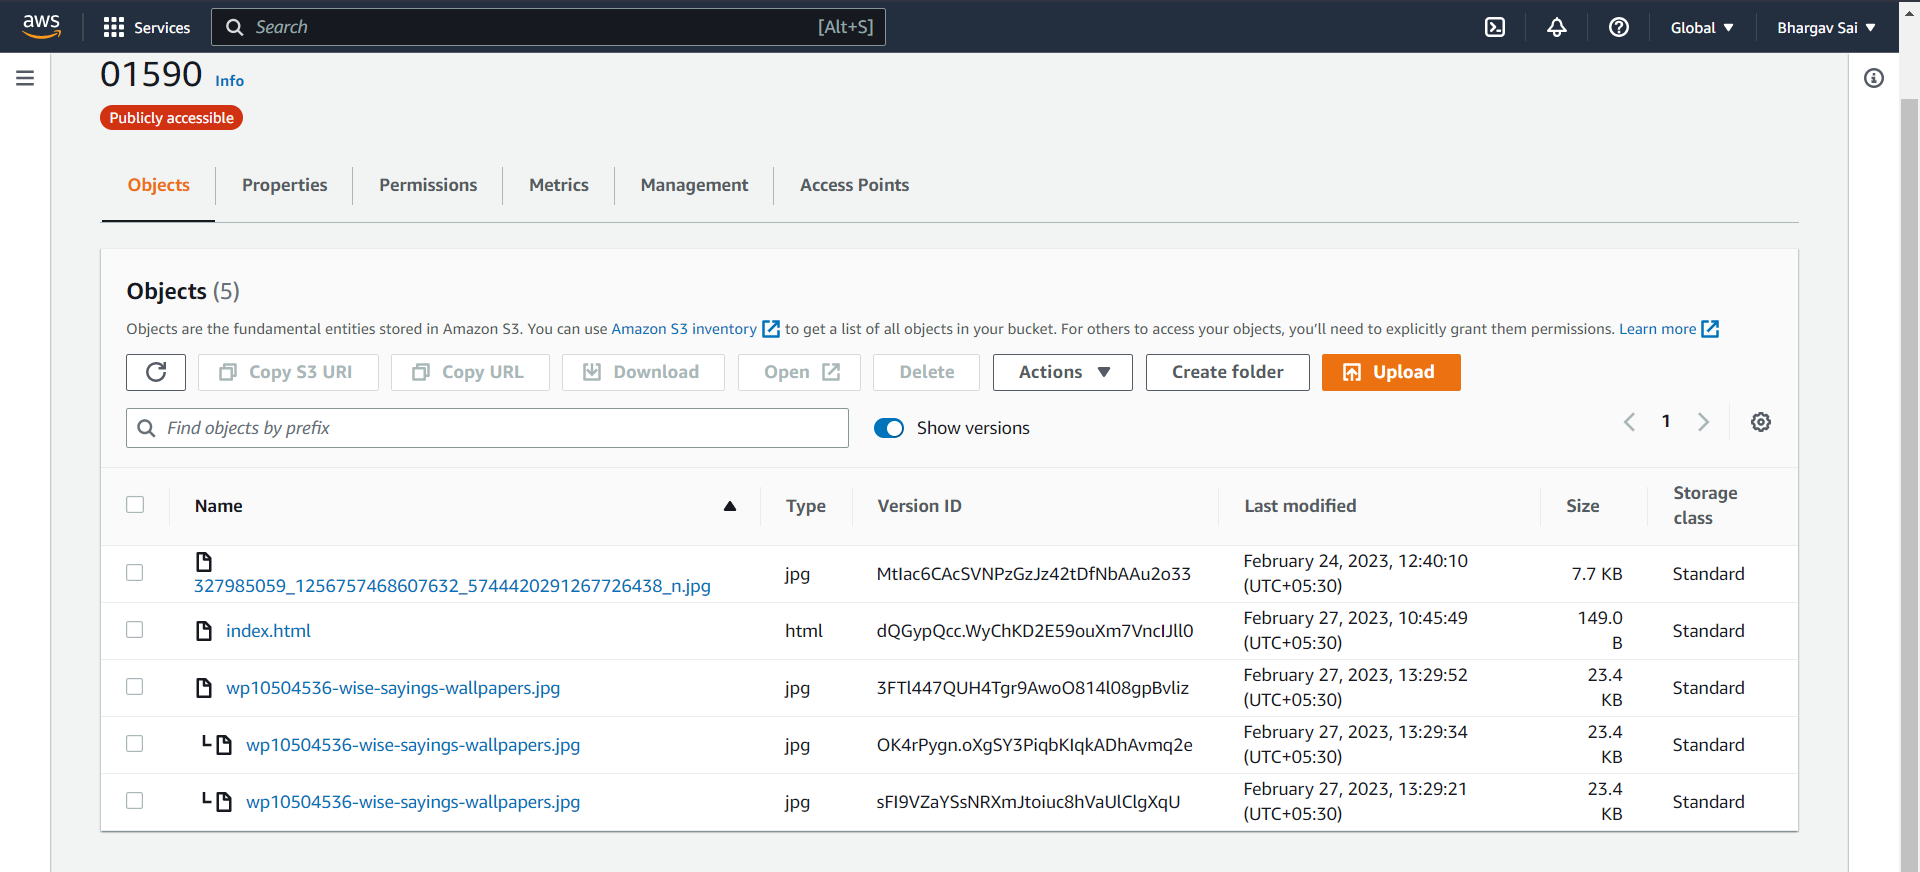 aws
Services
Search [Alt+S]
Global
Bhargav Sai
01590 Info
Publicly accessible
Objects
Properties
Permissions
Metrics
Management
Access Points
Objects (5)
Objects are the fundamental entities stored in Amazon S3. You can use Amazon S3 inventory to get a list of all objects in your bucket. For others to access your objects, you'll need to explicitly grant them permissions. Learn more
Copy S3 URI
Copy URL
Download
Open
Delete
Actions
Create folder
Upload
Find objects by prefix
Show versions
1
Name
Type
Version ID
Last modified
Size
Storage
class
327985059_1256757468607632_5744420291267726438_n.jpg
jpg
MtIac6CAcSVNPzGzJz42tDfNbAAu2o33
February 24, 2023, 12:40:10
(UTC+05:30)
7.7 KB
Standard
index.html
html
dQGypQcc.WyChKD2E59ouXm7VncIJll0
February 27, 2023, 10:45:49
(UTC+05:30)
149.0
B
Standard
wp10504536-wise-sayings-wallpapers.jpg
jpg
3FTl447QUH4Tgr9AwoO814l08gpBvliz
February 27, 2023, 13:29:52
(UTC+05:30)
23.4
KB
Standard
wp10504536-wise-sayings-wallpapers.jpg
jpg
OK4rPygn.oXgSY3PiqbKIqkADhAvmq2e
February 27, 2023, 13:29:34
(UTC+05:30)
23.4
KB
Standard
wp10504536-wise-sayings-wallpapers.jpg
jpg
sFI9VZaYSsNRXmJtoiuc8hVaUlClgXqU
February 27, 2023, 13:29:21
(UTC+05:30)
23.4
KB
Standard